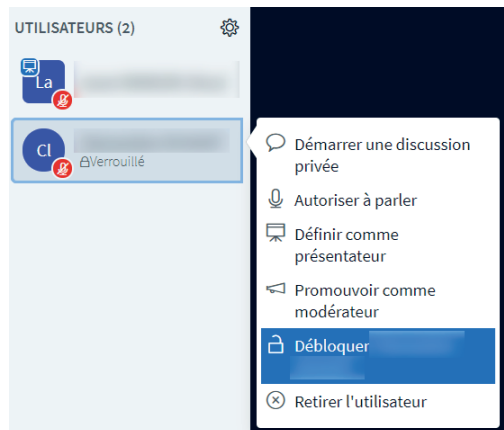 UTILISATEURS (2)
La
Cl
Verrouillé
Démarrer une discussion
privée
Autoriser à parler
Définir comme
présentateur
Promouvoir comme
modérateur
Débloquer
Retirer l'utilisateur